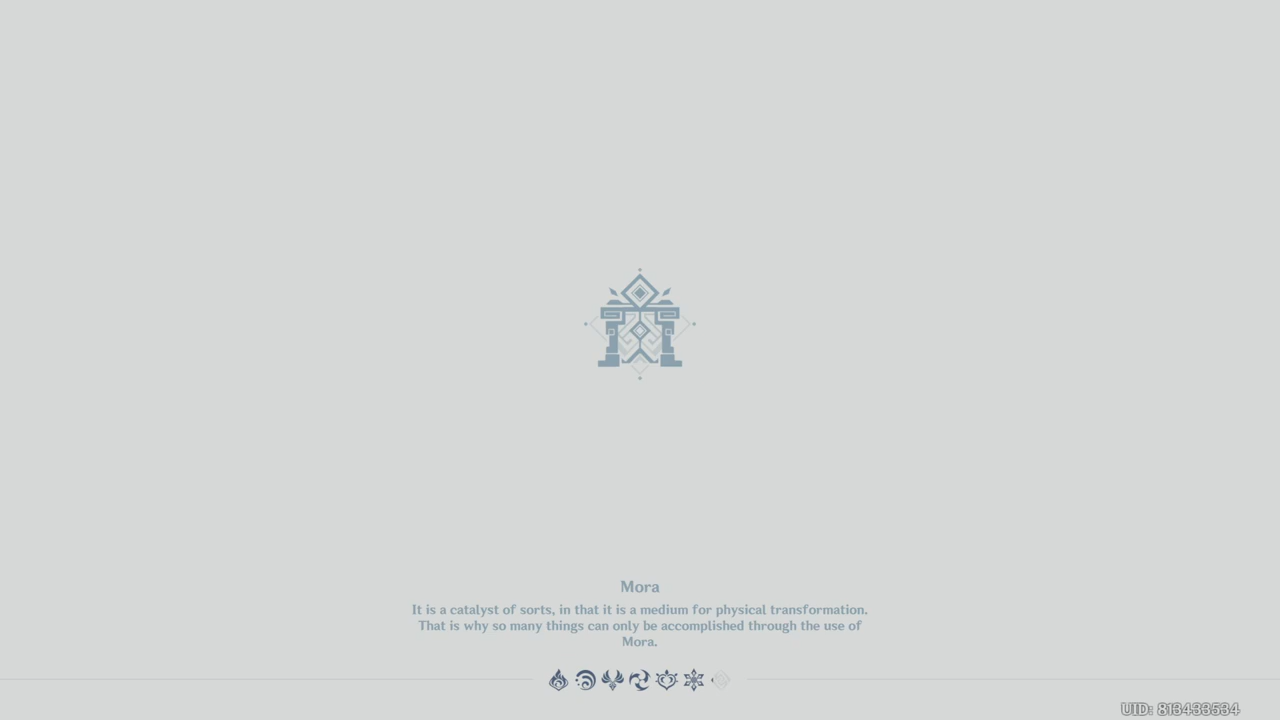 Mora
It is a catalyst of sorts, in that it is a medium for physical transformation.
That is why so many things can only be accomplished through the use of
Mora.
UID: 813433534